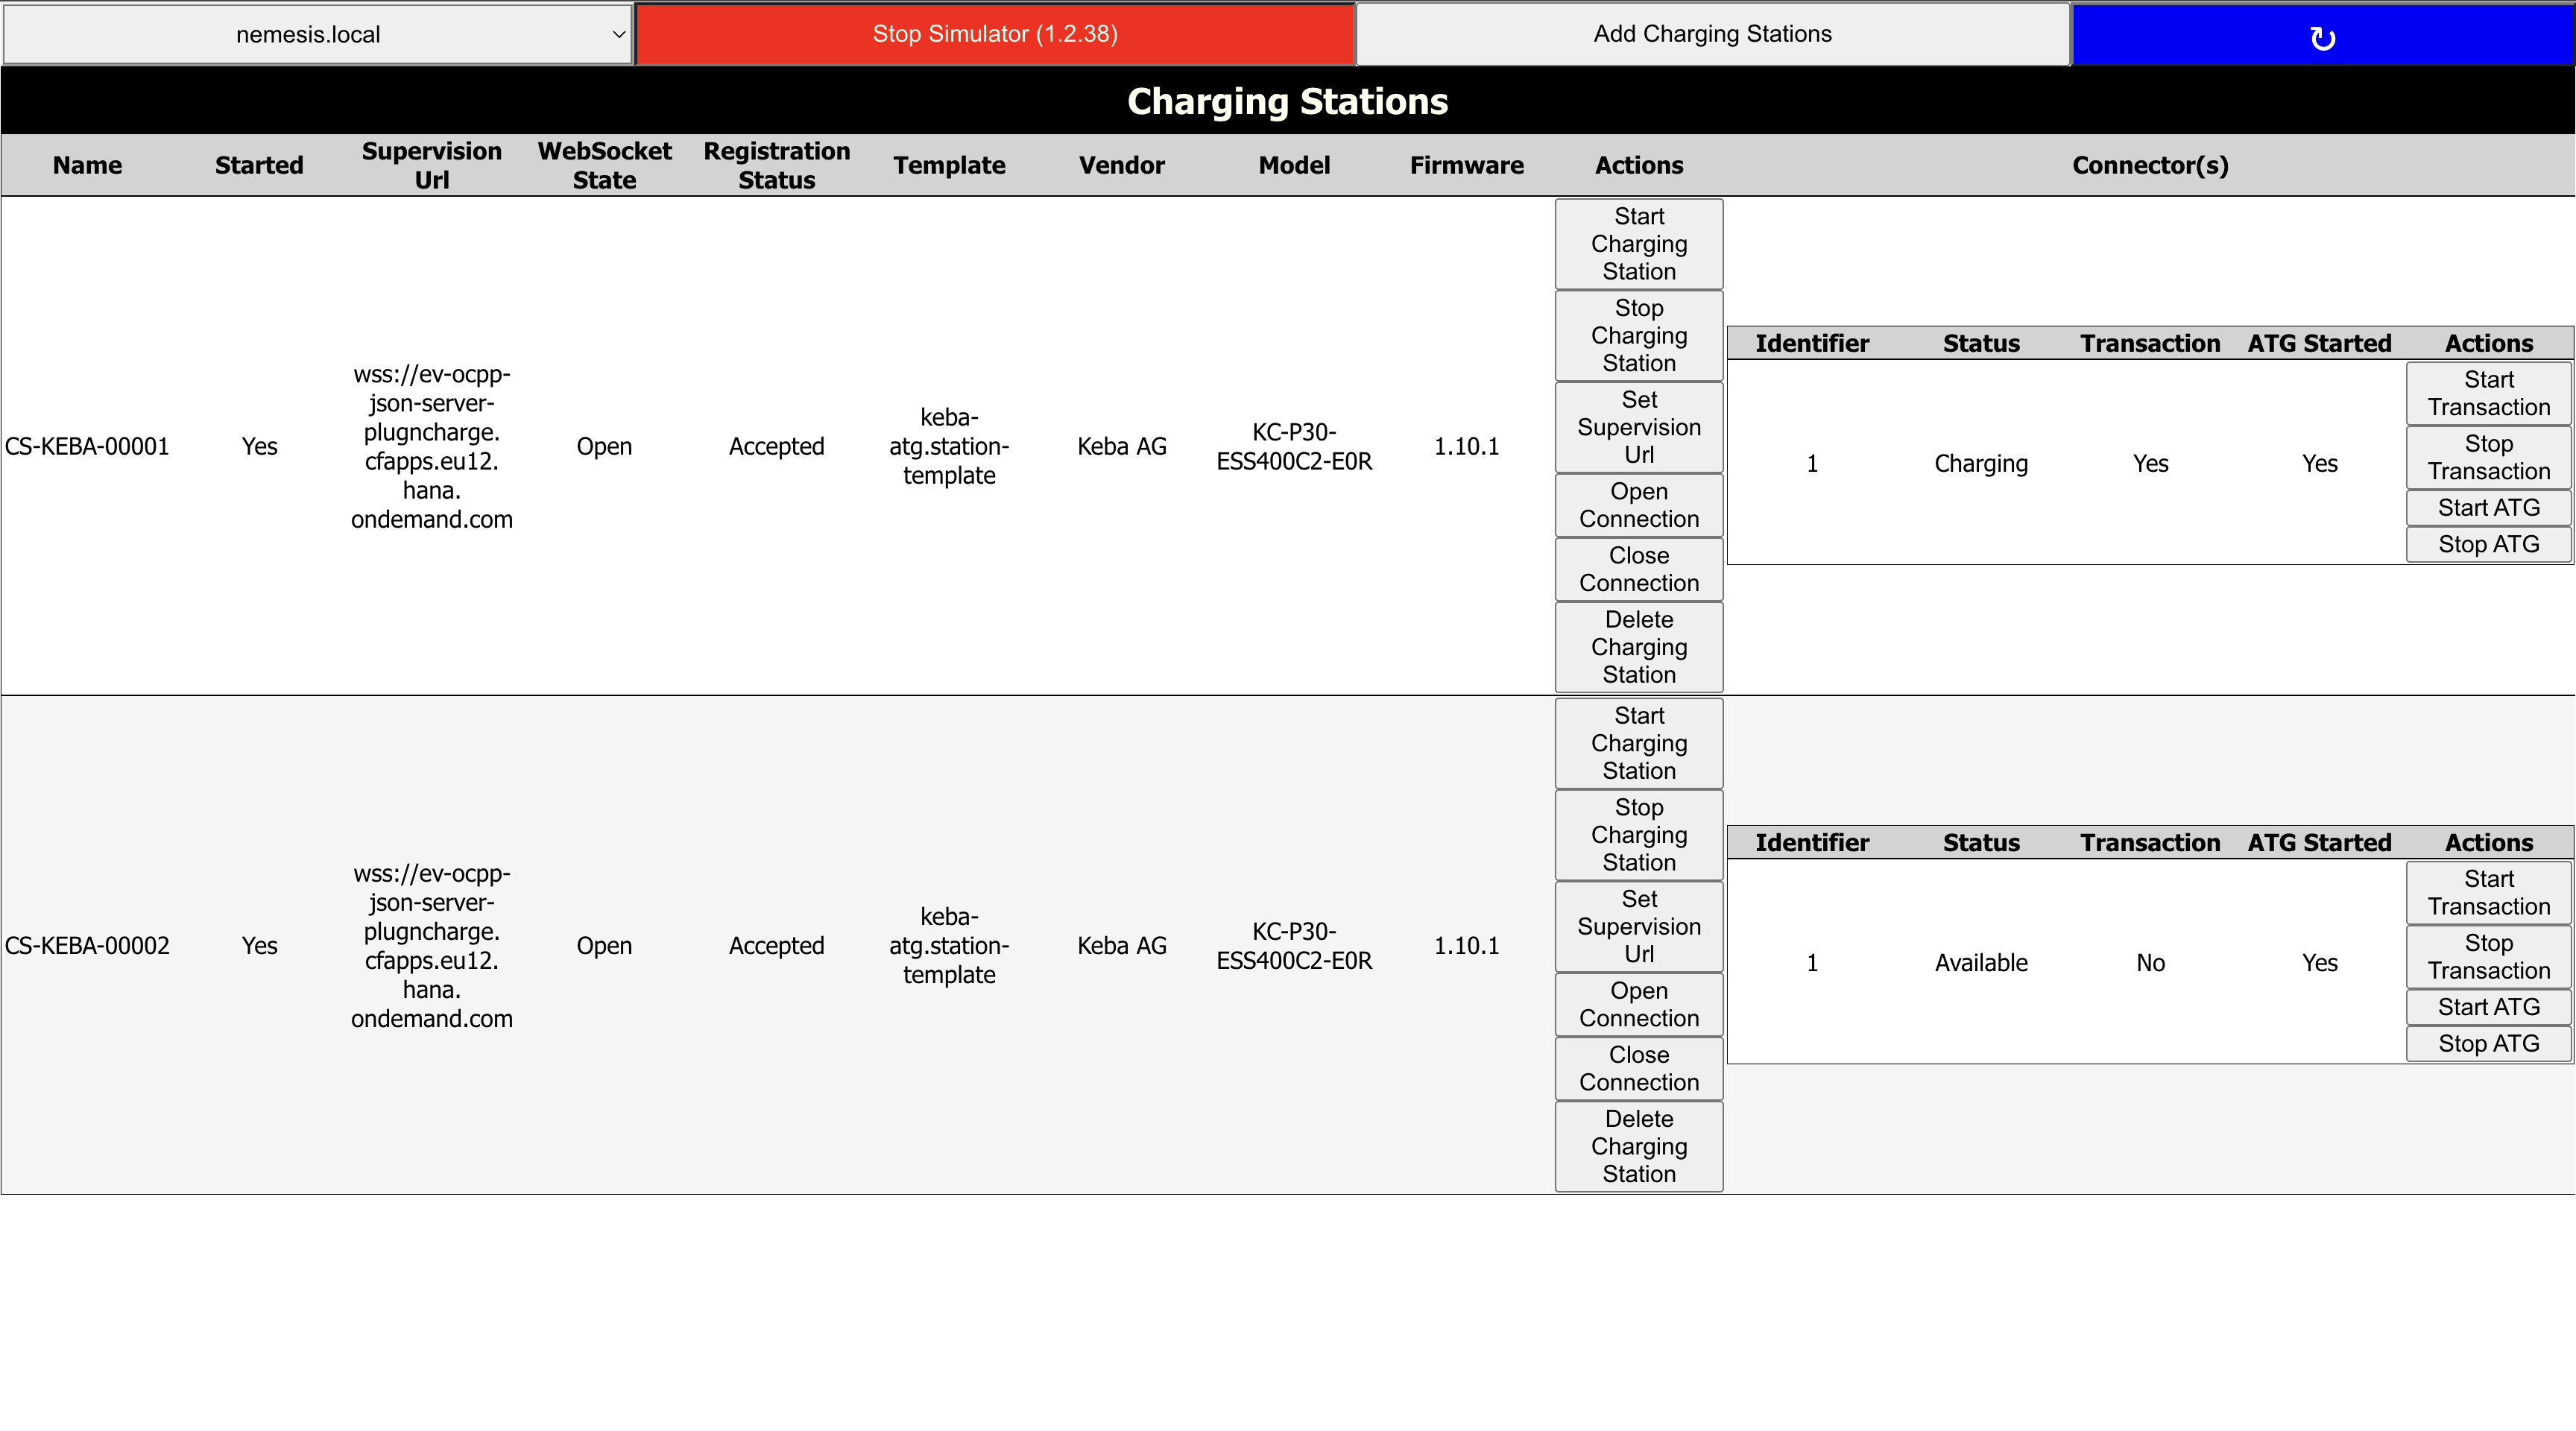 nemesis.local
Stop Simulator (1.2.38)
Add Charging Stations
↻
Charging Stations
Name
Started
Supervision
Url
WebSocket
State
Registration
Status
Template
Vendor
Model
Firmware
Actions
Connector(s)
CS-KEBA-00001
Yes
wss://ev-ocpp-
json-server-
plugncharge.
cfapps.eu12.
hana.
ondemand.com
Open
Accepted
keba-
atg.station-
template
Keba AG
KC-P30-
ESS400C2-E0R
1.10.1
Start
Charging
Station
Stop
Charging
Station
Set
Supervision
Url
Open
Connection
Close
Connection
Delete
Charging
Station
Identifier
Status
Transaction
ATG Started
Actions
1
Charging
Yes
Yes
Start
Transaction
Stop
Transaction
Start ATG
Stop ATG
CS-KEBA-00002
Yes
wss://ev-ocpp-
json-server-
plugncharge.
cfapps.eu12.
hana.
ondemand.com
Open
Accepted
keba-
atg.station-
template
Keba AG
KC-P30-
ESS400C2-E0R
1.10.1
Start
Charging
Station
Stop
Charging
Station
Set
Supervision
Url
Open
Connection
Close
Connection
Delete
Charging
Station
Identifier
Status
Transaction
ATG Started
Actions
1
Available
No
Yes
Start
Transaction
Stop
Transaction
Start ATG
Stop ATG